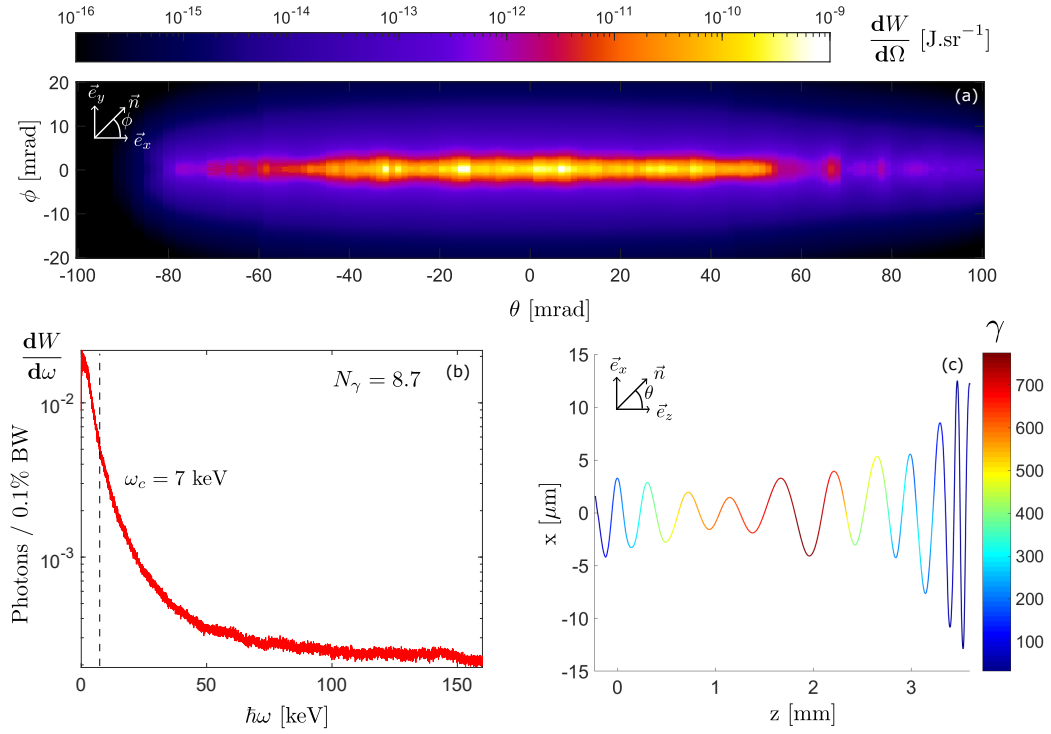 10⁻¹⁶ 10⁻¹⁵ 10⁻¹⁴ 10⁻¹³ 10⁻¹² 10⁻¹¹ 10⁻¹⁰ 10⁻⁹
dW/dΩ [J.sr⁻¹]
(a)
e⃗_y n⃗ ϕ e⃗_x
20
10
0
-10
-20
ϕ [mrad]
-100 -80 -60 -40 -20 0 20 40 60 80 100
θ [mrad]
dW/dω
(b)
N_γ = 8.7
10⁻²
ω_c = 7 keV
10⁻³
Photons / 0.1% BW
0 50 100 150
ħω [keV]
γ
(c)
e⃗_x n⃗ θ e⃗_z
15
10
5
0
-5
-10
-15
x [μm]
0 1 2 3
z [mm]
700
600
500
400
300
200
100